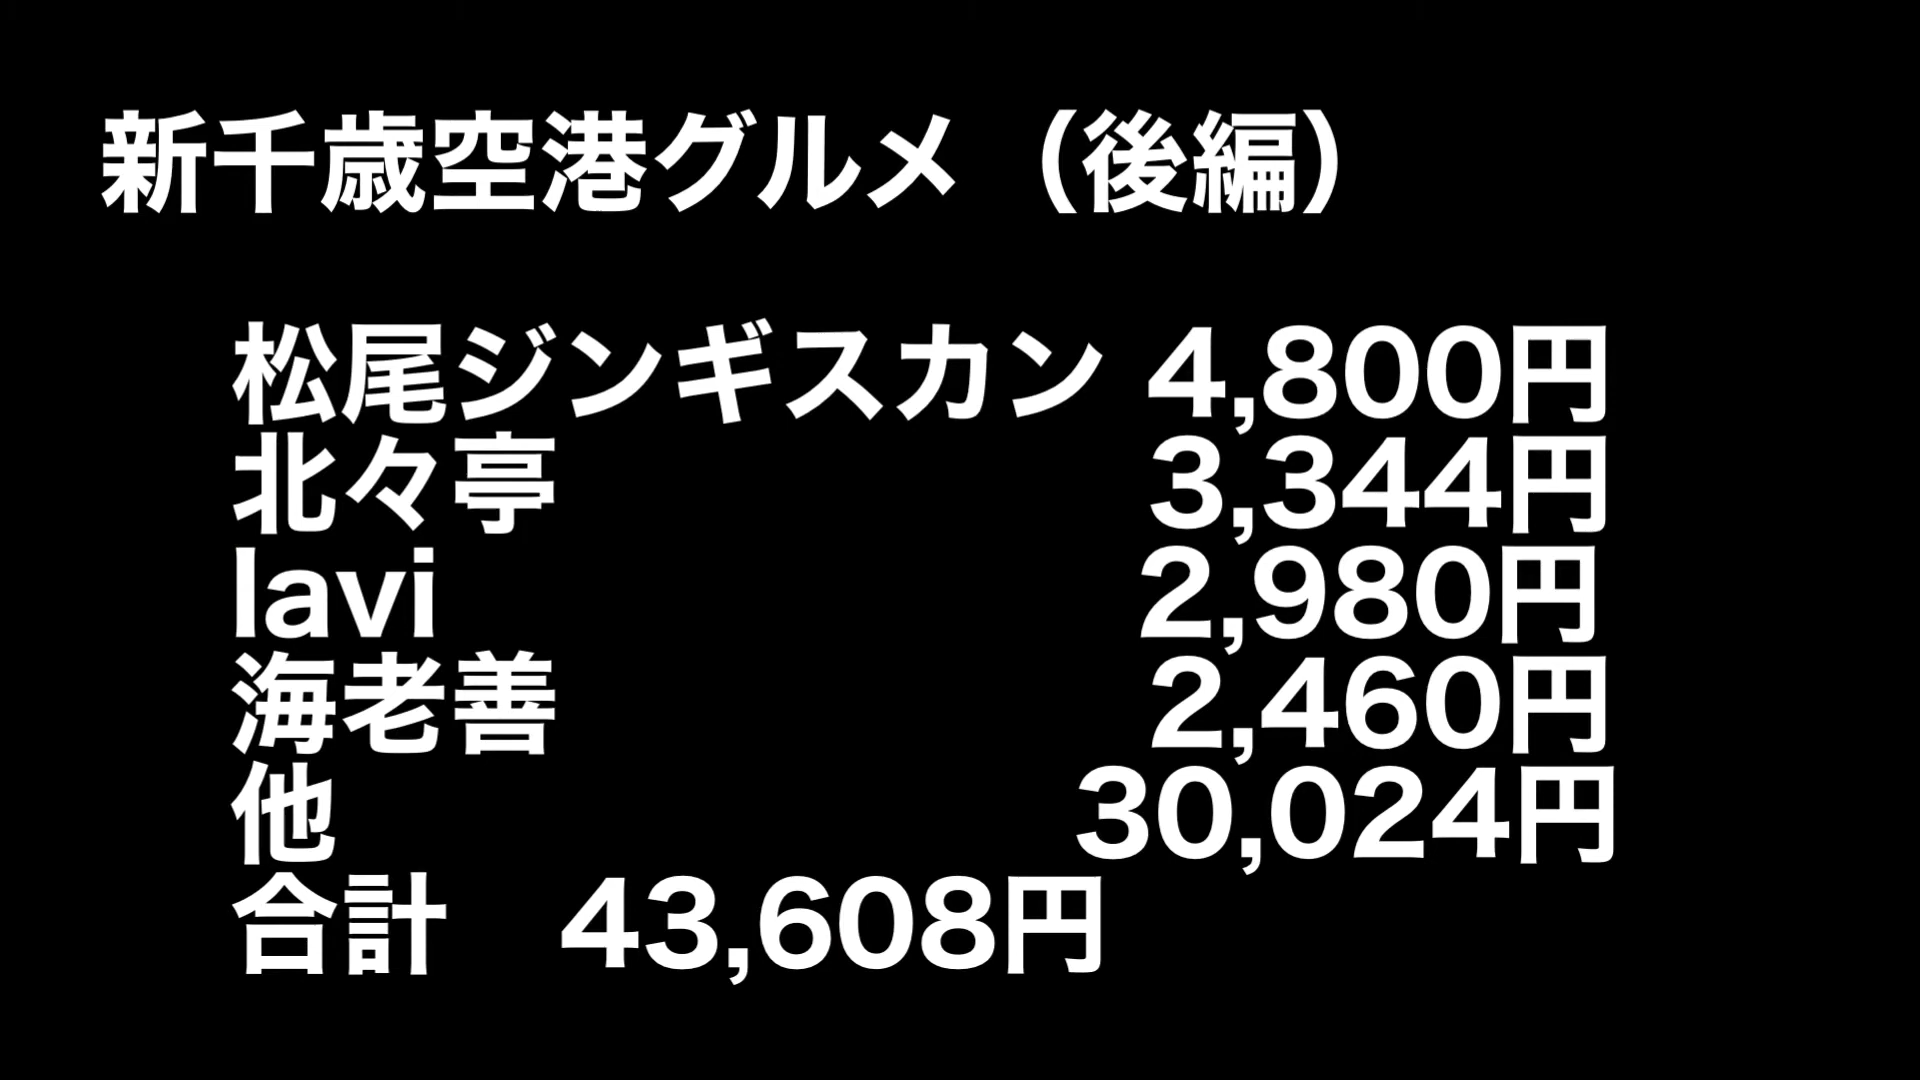 新千歳空港グルメ（後編）
松尾ジンギスカン 4,800円
北々亭 3,344円
lavi 2,980円
海老善 2,460円
他 30,024円
合計 43,608円